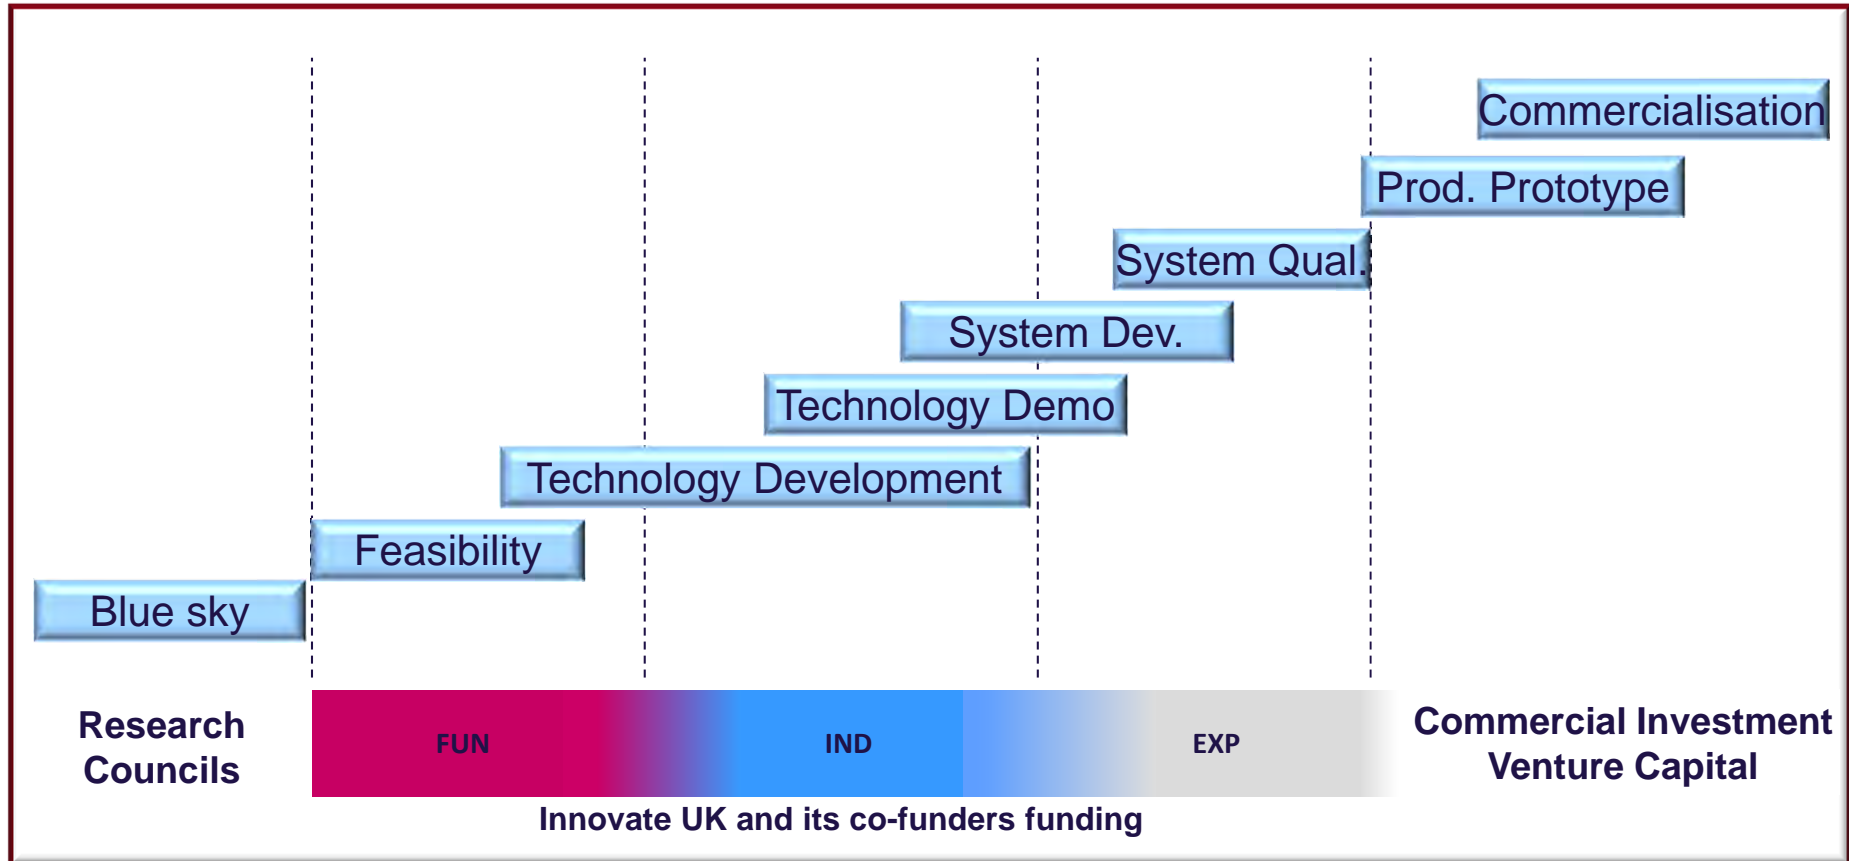 Commercialisation
Prod. Prototype
System Qual.
System Dev.
Technology Demo
Technology Development
Feasibility
Blue sky
Research
Councils
FUN
IND
EXP
Commercial Investment
Venture Capital
Innovate UK and its co-funders funding